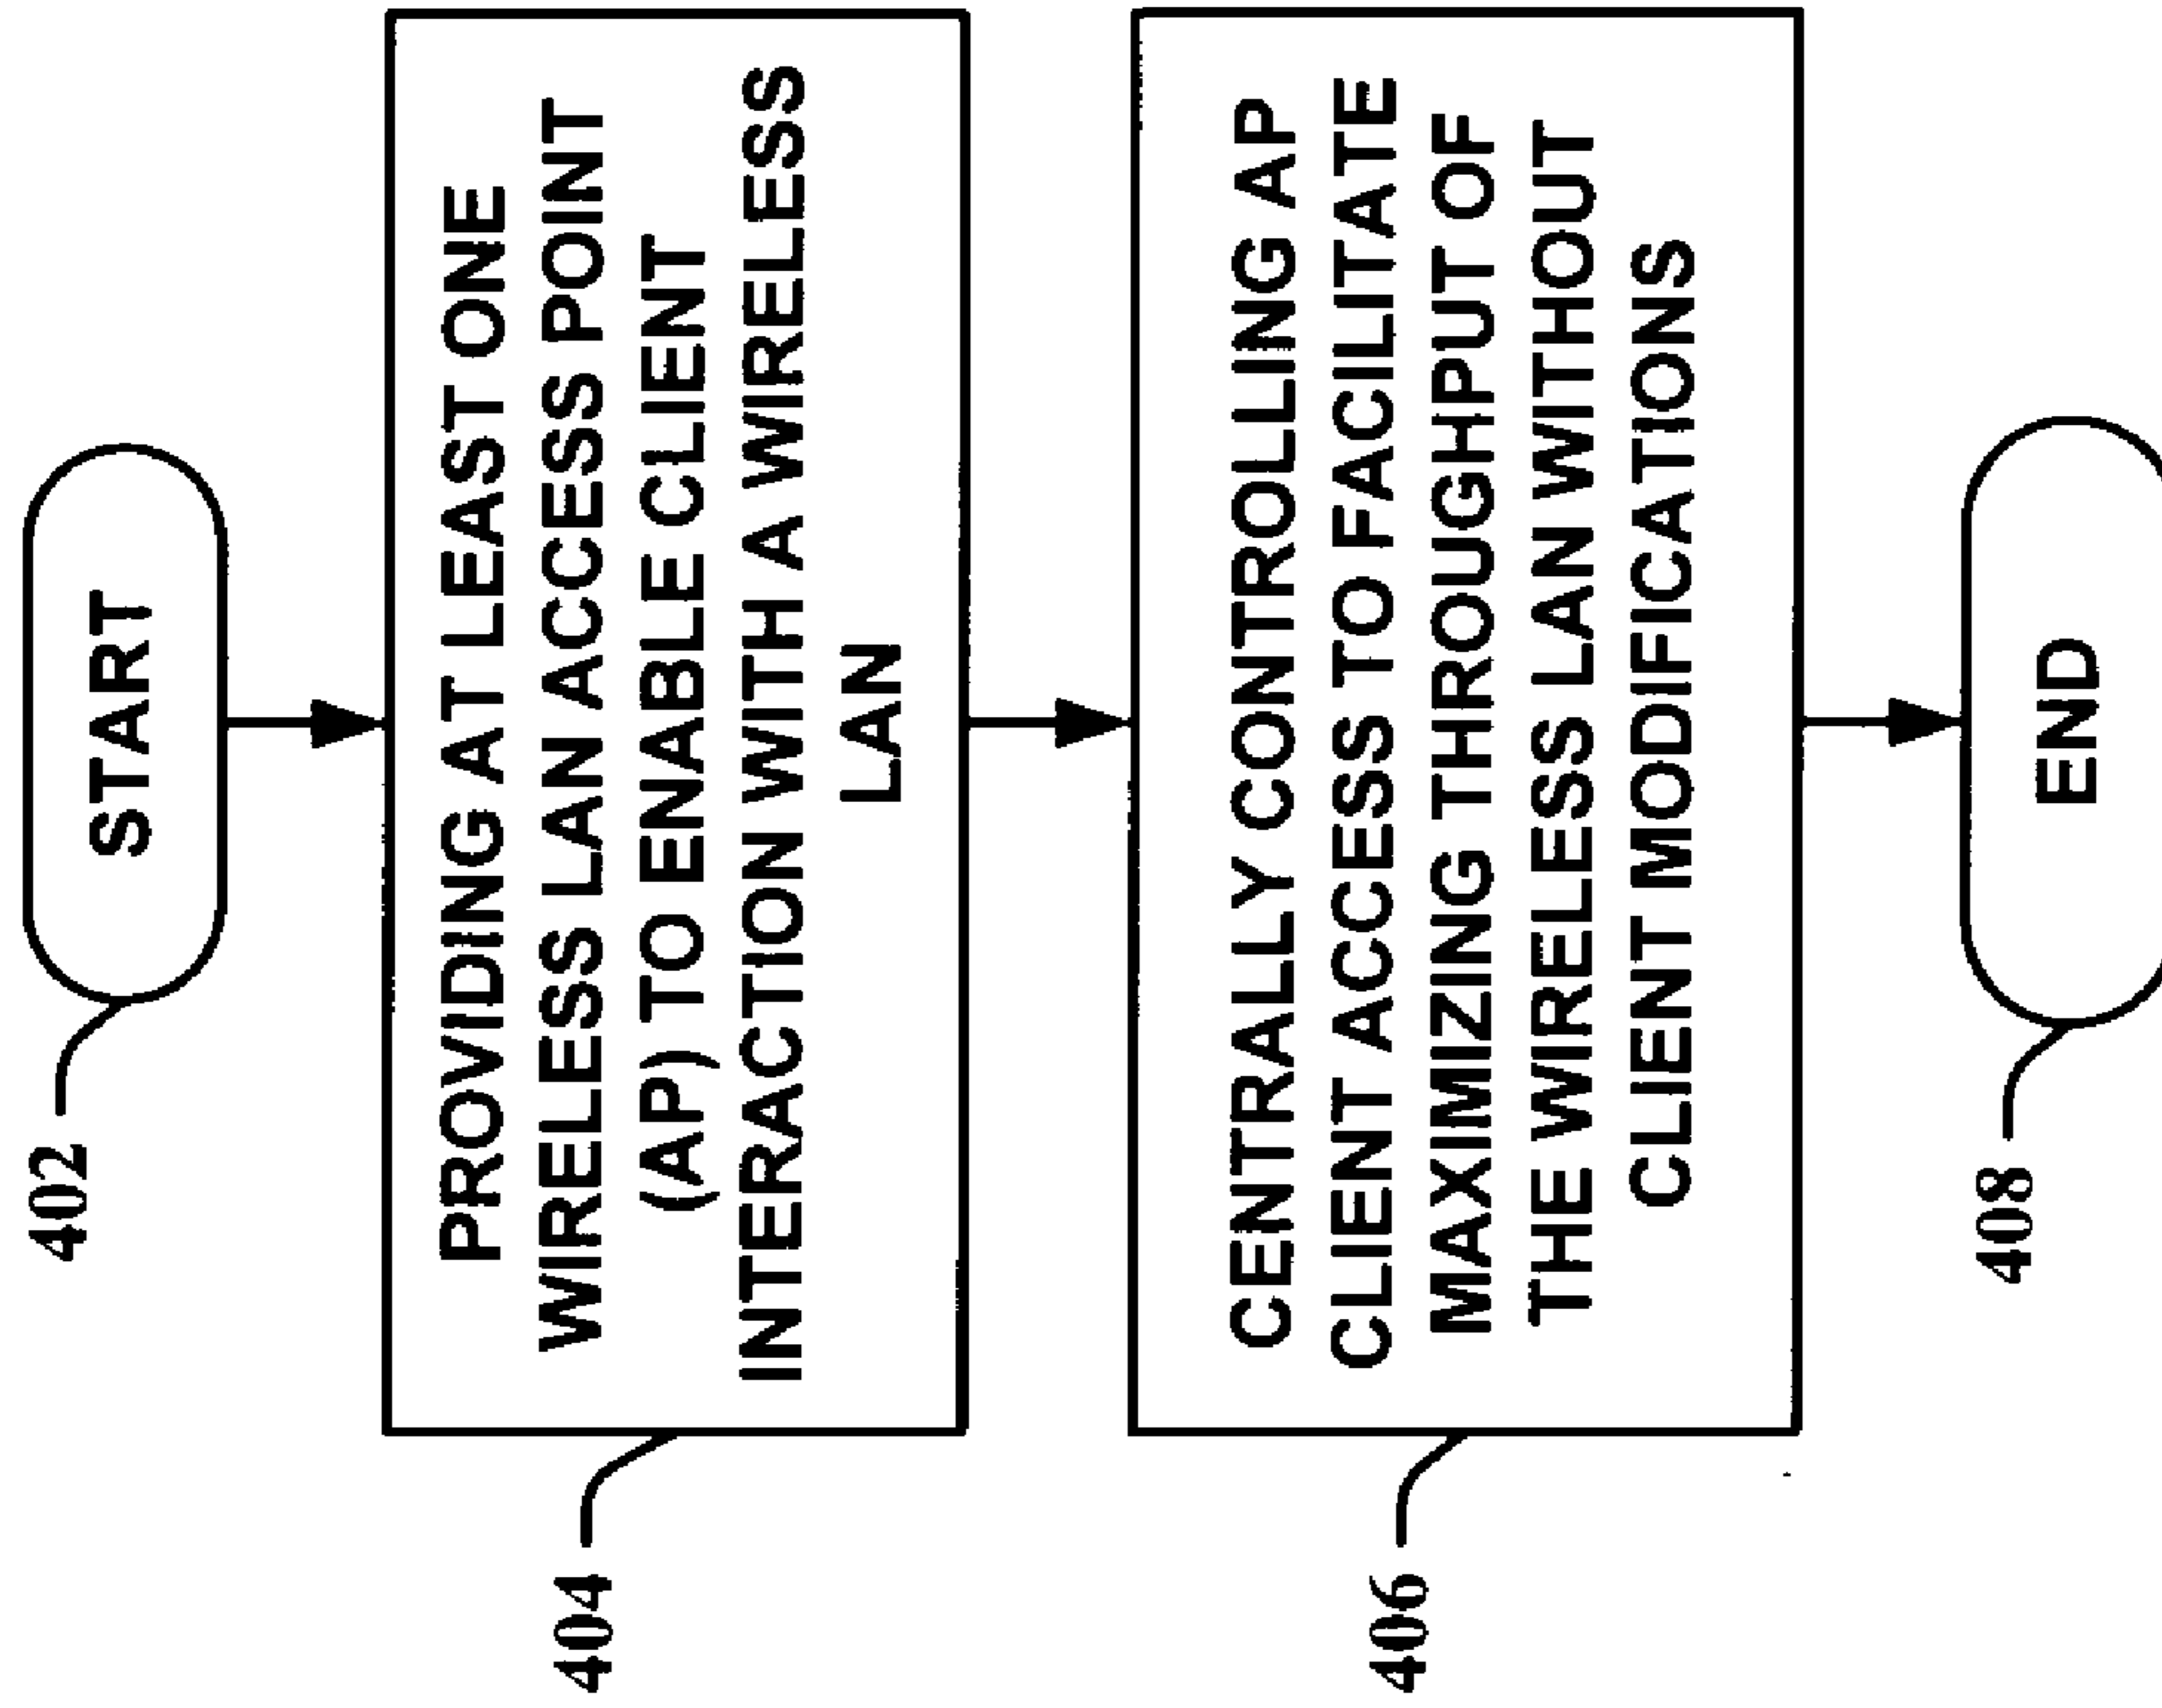 402
START
404
PROVIDING AT LEAST ONE
WIRELESS LAN ACCESS POINT
(AP) TO ENABLE CLIENT
INTERACTION WITH A WIRELESS
LAN
406
CENTRALLY CONTROLLING AP
CLIENT ACCESS TO FACILITATE
MAXIMIZING THROUGHPUT OF
THE WIRELESS LAN WITHOUT
CLIENT MODIFICATIONS
408
END